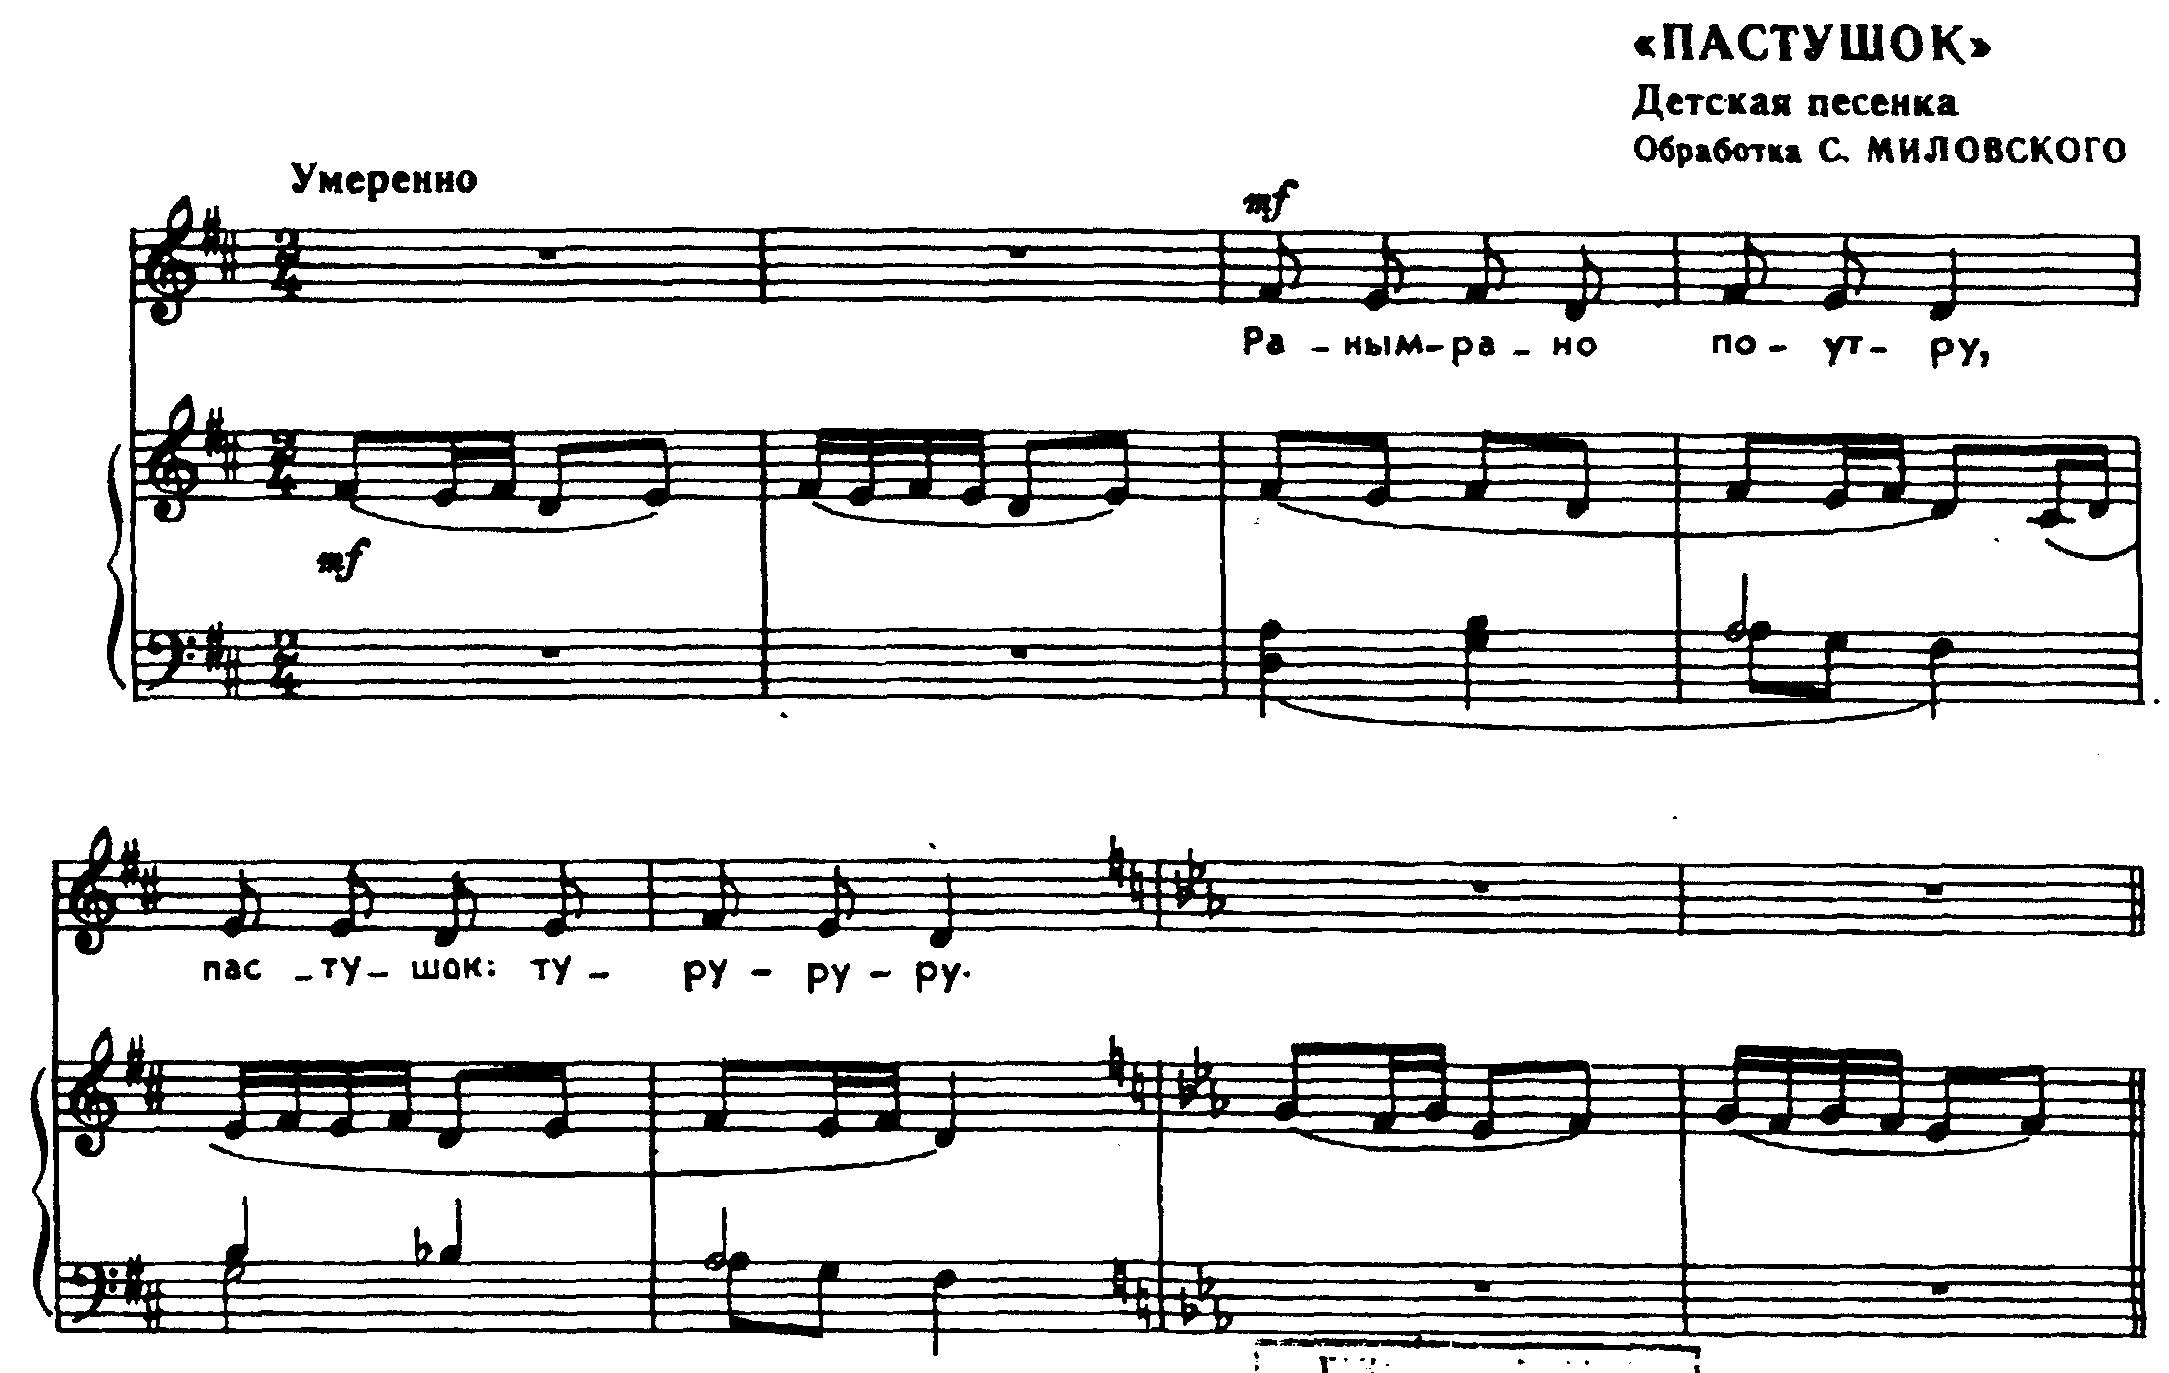 «ПАСТУШОК»
Детская песенка
Обработка С. МИЛОВСКОГО
Умеренно
mf
Ра - ным-ра - но по - ут - ру,
mf
пас - ту - шок: ту - ру - ру - ру.